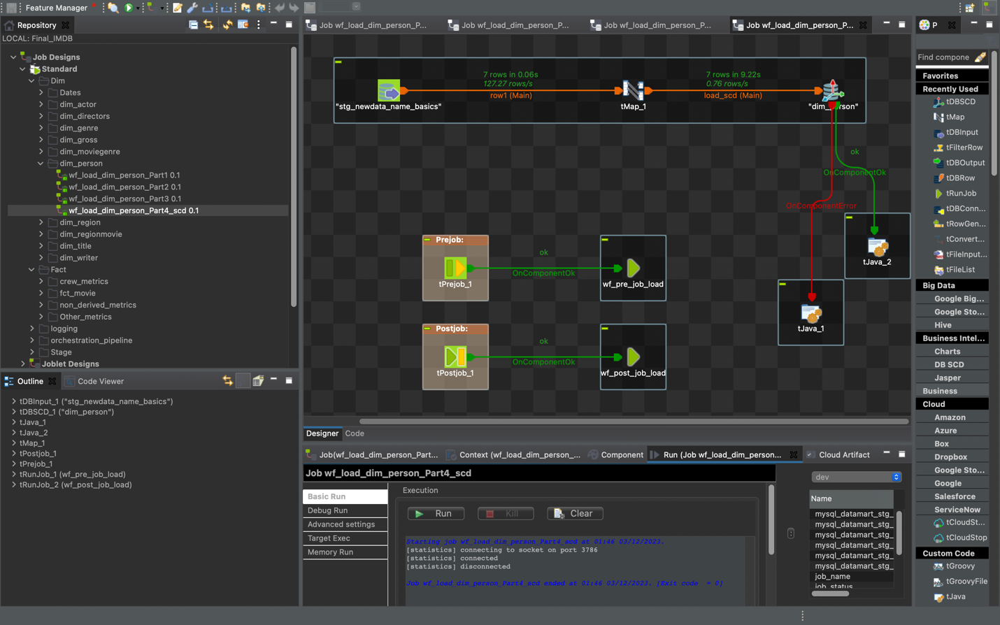 Feature Manager
Repository
LOCAL: Final_IMDB
Job Designs
Standard
Dim
Dates
dim_actor
dim_directors
dim_genre
dim_gross
dim_moviegenre
dim_person
wf_load_dim_person_Part1 0.1
wf_load_dim_person_Part2 0.1
wf_load_dim_person_Part3 0.1
wf_load_dim_person_Part4_scd 0.1
dim_region
dim_regionmovie
dim_title
dim_writer
Fact
crew_metrics
fct_movie
non_derived_metrics
Other_metrics
logging
orchestration_pipeline
Stage
Joblet Designs
Outline
Code Viewer
tDBInput_1 ("stg_newdata_name_basics")
tDBSCD_1 ("dim_person")
tJava_1
tJava_2
tMap_1
tPostjob_1
tPrejob_1
tRunJob_1 (wf_pre_job_load)
tRunJob_2 (wf_post_job_load)
Job wf_load_dim_person_P...
Job wf_load_dim_person_P...
Job wf_load_dim_person_P...
Job wf_load_dim_person_P...
7 rows in 0.06s
127.27 rows/s
row1 (Main)
7 rows in 9.22s
0.76 rows/s
load_scd (Main)
"stg_newdata_name_basics"
tMap_1
"dim_person"
ok
OnComponentOk
OnComponentError
tJava_2
tJava_1
Prejob:
tPrejob_1
ok
OnComponentOk
wf_pre_job_load
Postjob:
tPostjob_1
ok
OnComponentOk
wf_post_job_load
Designer
Code
Job(wf_load_dim_person_Part...
Context (wf_load_dim_person_...
Component
Run (Job wf_load_dim_person...
Cloud Artifact
Job wf_load_dim_person_Part4_scd
Basic Run
Debug Run
Advanced settings
Target Exec
Memory Run
Execution
Run
Kill
Clear
Starting job wf_load_dim_person_Part4_scd at 01:46 03/12/2023.
[statistics] connecting to socket on port 3786
[statistics] connected
[statistics] disconnected
Job wf_load_dim_person_Part4_scd ended at 01:46 03/12/2023. [Exit code  = 0]
dev
Name
mysql_datamart_stg_
mysql_datamart_stg_
mysql_datamart_stg_
mysql_datamart_stg_
mysql_datamart_stg_
mysql_datamart_stg_
job_name
job_status
P
Find compone
Favorites
Recently Used
tDBSCD
tMap
tDBInput
tFilterRow
tDBOutput
tDBRow
tRunJob
tDBConn...
tRowGen...
tConvert...
tFileInput...
tFileList
Big Data
Google Big...
Google Sto...
Hive
Business Intel...
Charts
DB SCD
Jasper
Business
Cloud
Amazon
Azure
Box
Dropbox
Google Sto...
Google
Salesforce
ServiceNow
tCloudSt...
tCloudStop
Custom Code
tGroovy
tGroovyFile
tJava